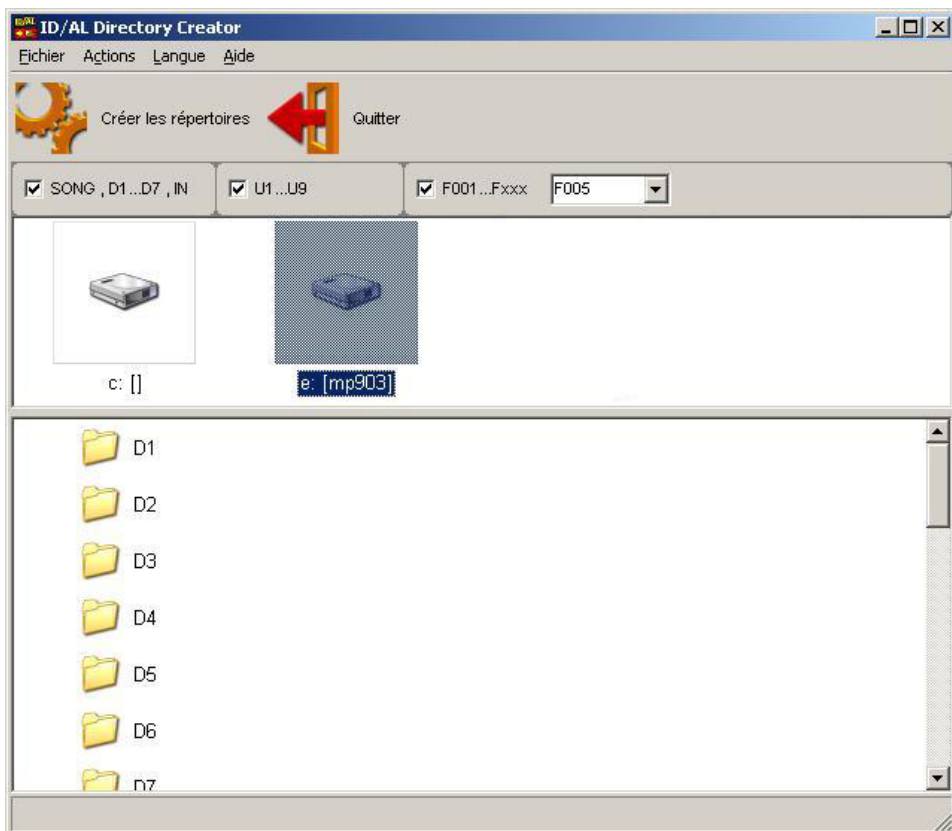 ID/AL Directory Creator
Fichier Actions Langue Aide
Créer les répertoires Quitter
SONG , D1...D7 , IN U1...U9 F001...Fxxx F005
c: [] e: [mp903]
D1
D2
D3
D4
D5
D6
D7